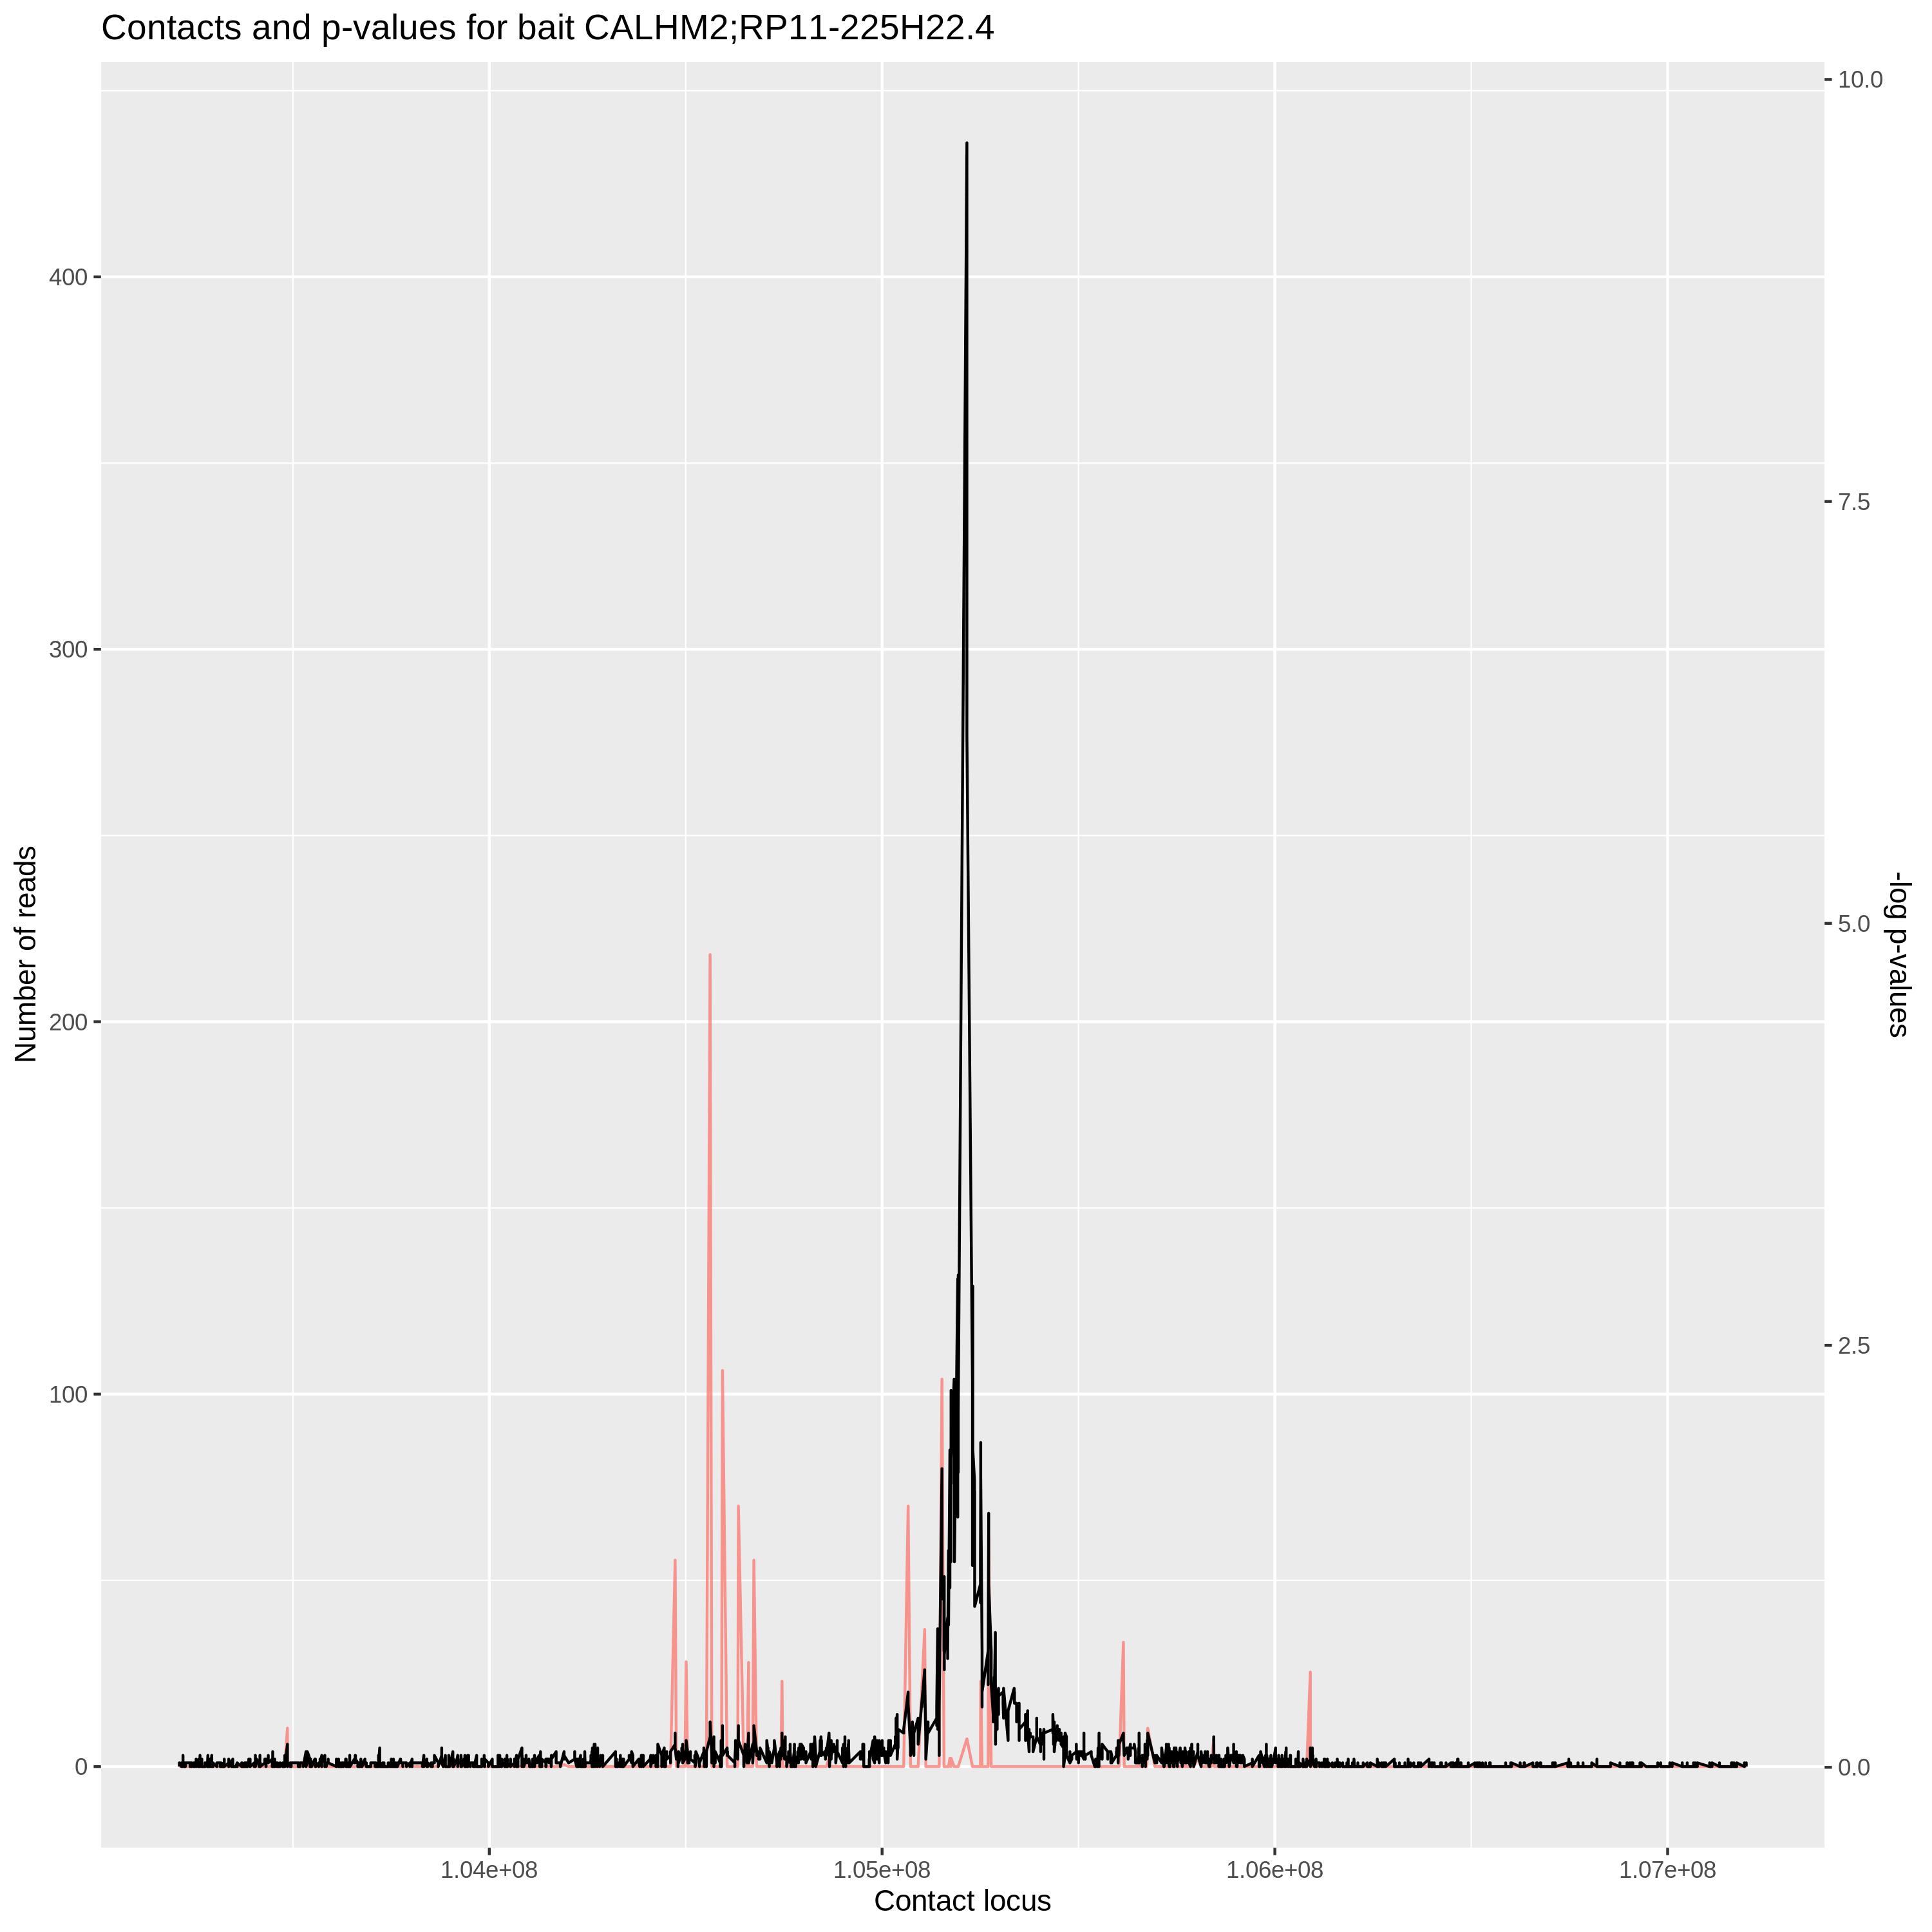 Contacts and p-values for bait CALHM2;RP11-225H22.4
10.0
400
7.5
300
5.0
Number of reads
-log p-values
200
2.5
100
0
0.0
1.04e+08
1.05e+08
1.06e+08
1.07e+08
Contact locus